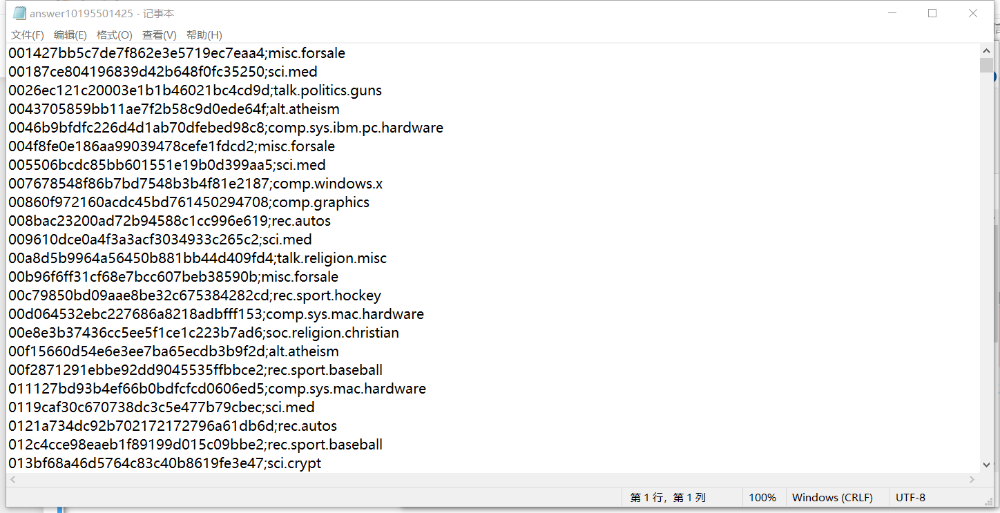 answer10195501425 - 记事本
文件(F) 编辑(E) 格式(O) 查看(V) 帮助(H)
001427bb5c7de7f862e3e5719ec7eaa4;misc.forsale
00187ce804196839d42b648f0fc35250;sci.med
0026ec121c20003e1b1b46021bc4cd9d;talk.politics.guns
0043705859bb11ae7f2b58c9d0ede64f;alt.atheism
0046b9bfdfc226d4d1ab70dfebed98c8;comp.sys.ibm.pc.hardware
004f8fe0e186aa99039478cefe1fdcd2;misc.forsale
005506bcdc85bb601551e19b0d399aa5;sci.med
007678548f86b7bd7548b3b4f81e2187;comp.windows.x
00860f972160acdc45bd761450294708;comp.graphics
008bac23200ad72b94588c1cc996e619;rec.autos
009610dce0a4f3a3acf3034933c265c2;sci.med
00a8d5b9964a56450b881bb44d409fd4;talk.religion.misc
00b96f6ff31cf68e7bcc607beb38590b;misc.forsale
00c79850bd09aae8be32c675384282cd;rec.sport.hockey
00d064532ebc227686a8218adbfff153;comp.sys.mac.hardware
00e8e3b37436cc5ee5f1ce1c223b7ad6;soc.religion.christian
00f15660d54e6e3ee7ba65ecdb3b9f2d;alt.atheism
00f2871291ebbe92dd9045535ffbbce2;rec.sport.baseball
011127bd93b4ef66b0bdfcfcd0606ed5;comp.sys.mac.hardware
0119caf30c670738dc3c5e477b79cbec;sci.med
0121a734dc92b702172172796a61db6d;rec.autos
012c4cce98eaeb1f89199d015c09bbe2;rec.sport.baseball
013bf68a46d5764c83c40b8619fe3e47;sci.crypt
第 1 行，第 1 列 100% Windows (CRLF) UTF-8